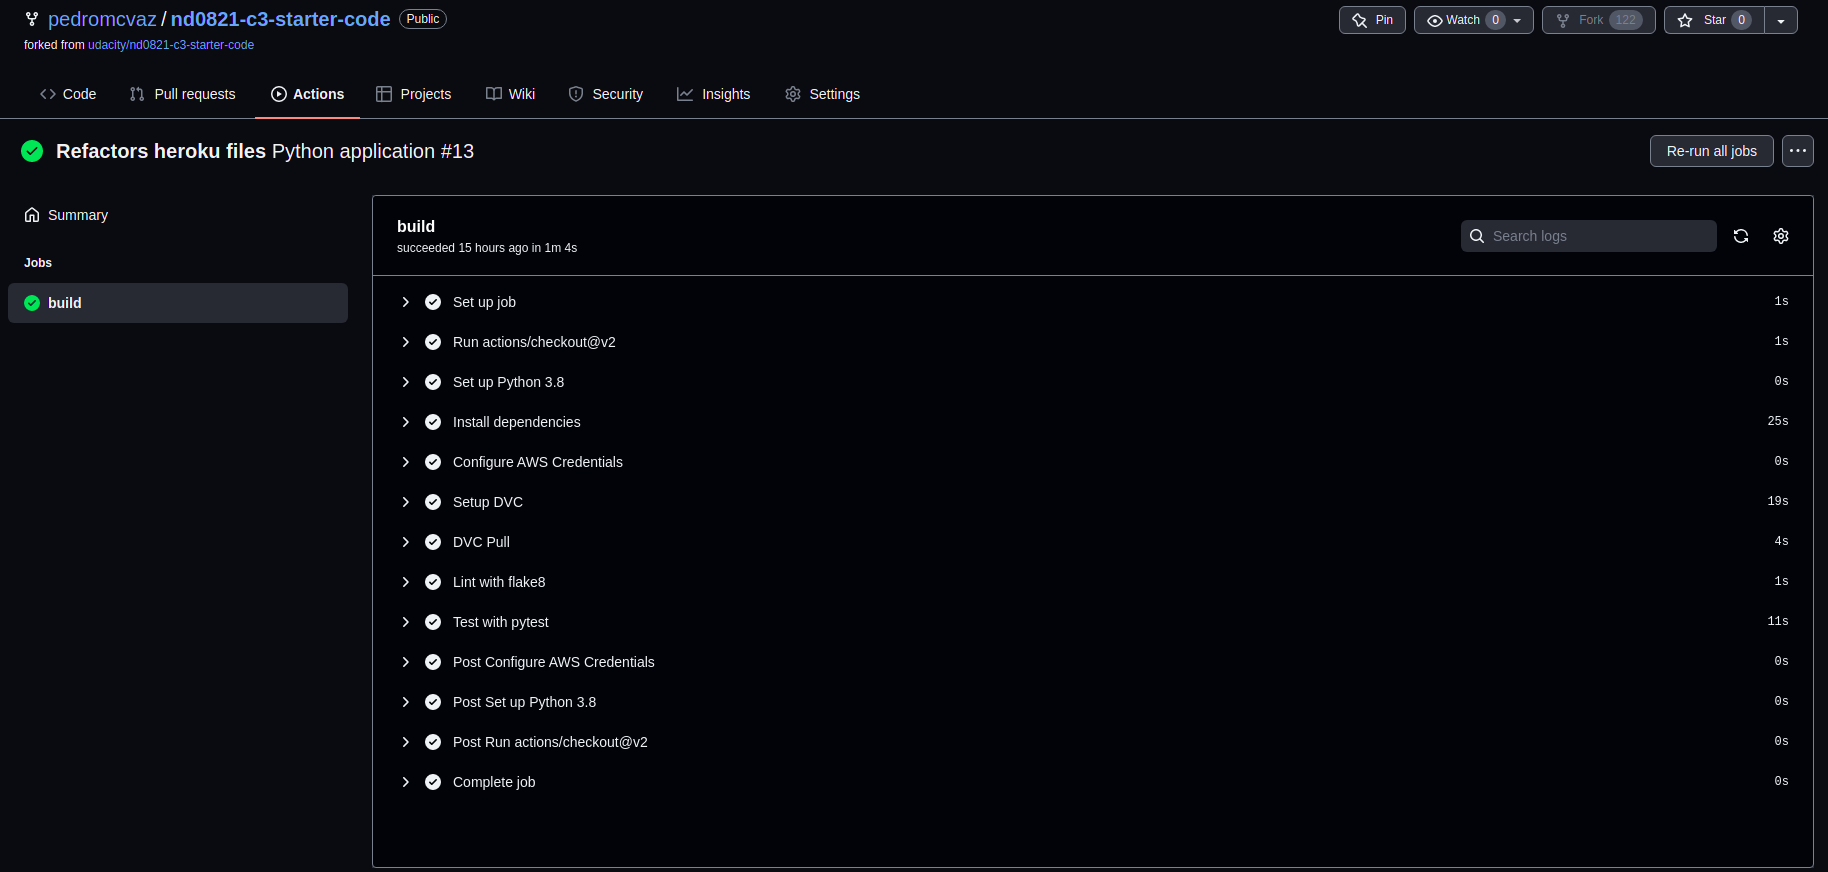 pedromcvaz / nd0821-c3-starter-code Public Pin Watch 0 Fork 122 Star 0
forked from udacity/nd0821-c3-starter-code
Code Pull requests Actions Projects Wiki Security Insights Settings
Refactors heroku files Python application #13 Re-run all jobs
Summary
Jobs
build
build
succeeded 15 hours ago in 1m 4s
Search logs
Set up job 1s
Run actions/checkout@v2 1s
Set up Python 3.8 0s
Install dependencies 25s
Configure AWS Credentials 0s
Setup DVC 19s
DVC Pull 4s
Lint with flake8 1s
Test with pytest 11s
Post Configure AWS Credentials 0s
Post Set up Python 3.8 0s
Post Run actions/checkout@v2 0s
Complete job 0s